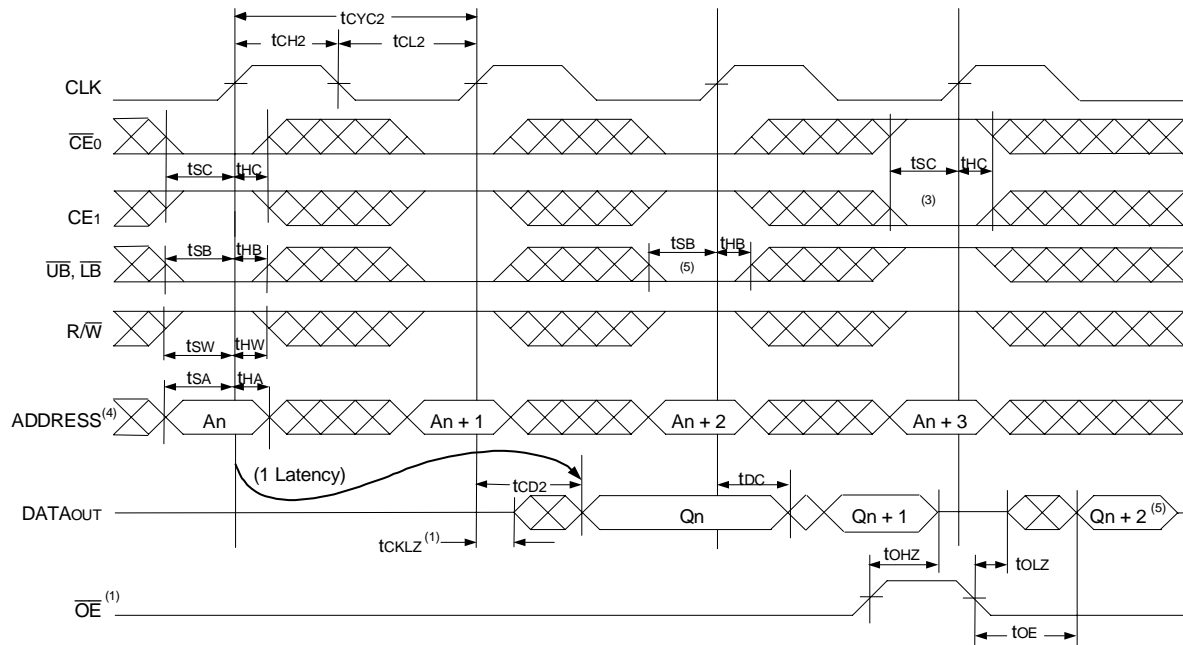 tCYC2
tCH2 tCL2
CLK
CE0
tSC tHC tSC tHC
CE1 (3)
tSB tHB tSB tHB
UB, LB (5)
R/W
tSW tHW
tSA tHA
ADDRESS(4) An An + 1 An + 2 An + 3
(1 Latency) tCD2 tDC
DATAOUT Qn Qn + 1 Qn + 2 (5)
tCKLZ (1)
tOHZ tOLZ
OE (1)
tOE